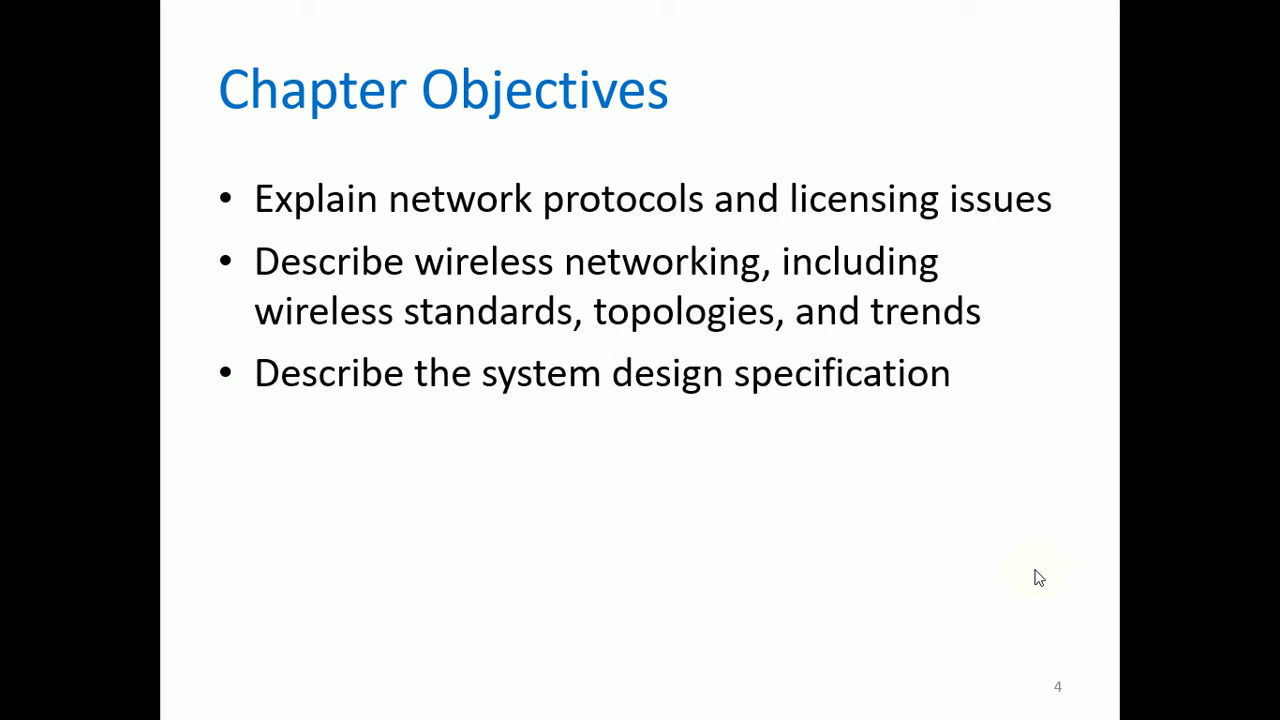 Chapter Objectives
• Explain network protocols and licensing issues
• Describe wireless networking, including
wireless standards, topologies, and trends
• Describe the system design specification
4